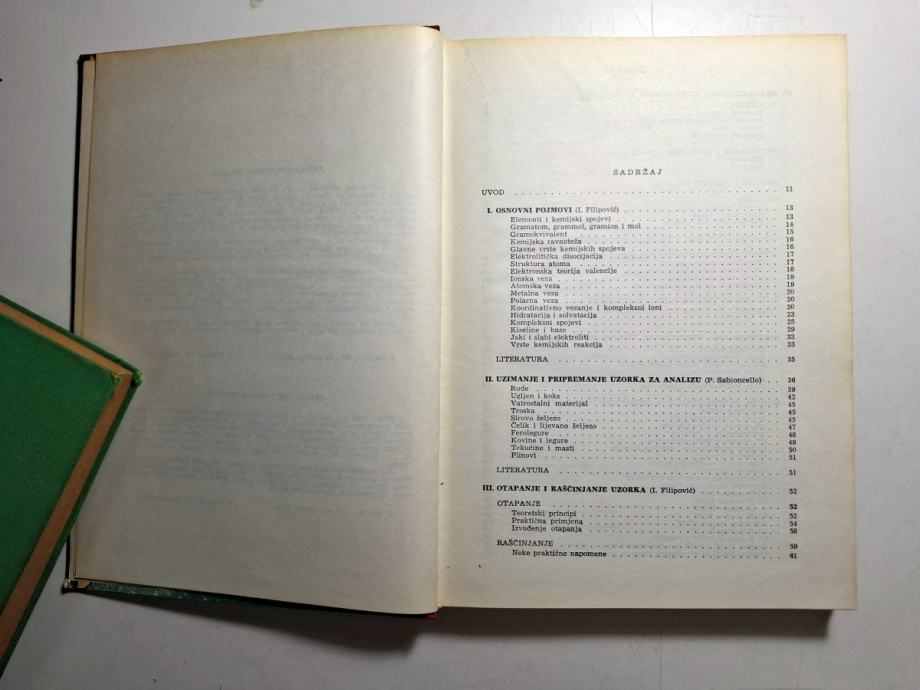 SADRŽAJ
UVOD 11
I. OSNOVNI POJMOVI (I. Filipović) 13
Elementi i kemijski spojevi 13
Gramatom, grammol, gramion i mol 14
Gramekvivalent 15
Kemijska ravnoteža 16
Glavne vrste kemijskih spojeva 16
Elektrolitička disocijacija 17
Struktura atoma 17
Elektronska teorija valencije 18
Ionska veza 19
Atomska veza 19
Metalna veza 20
Polarna veza 20
Koordinativno vezanje i kompleksni ioni 20
Hidratacija i solvatacija 23
Kompleksni spojevi 25
Kiseline i baze 29
Jaki i slabi elektroliti 33
Vrste kemijskih reakcija 33
LITERATURA 35
II. UZIMANJE I PRIPREMANJE UZORKA ZA ANALIZU (P. Sabioncello) 36
Rude 39
Ugljen i koks 42
Vatrostalni materijal 45
Troska 45
Sirovo željezo 45
Čelik i lijevano željezo 47
Ferolegure 48
Kovine i legure 49
Tekućine i masti 50
Plinovi 51
LITERATURA 51
III. OTAPANJE I RAŠČINJANJE UZORKA (I. Filipović) 52
OTAPANJE 52
Teoretski principi 52
Praktična primjena 54
Izvođenje otapanja 58
RAŠČINJANJE 59
Neke praktične napomene 61